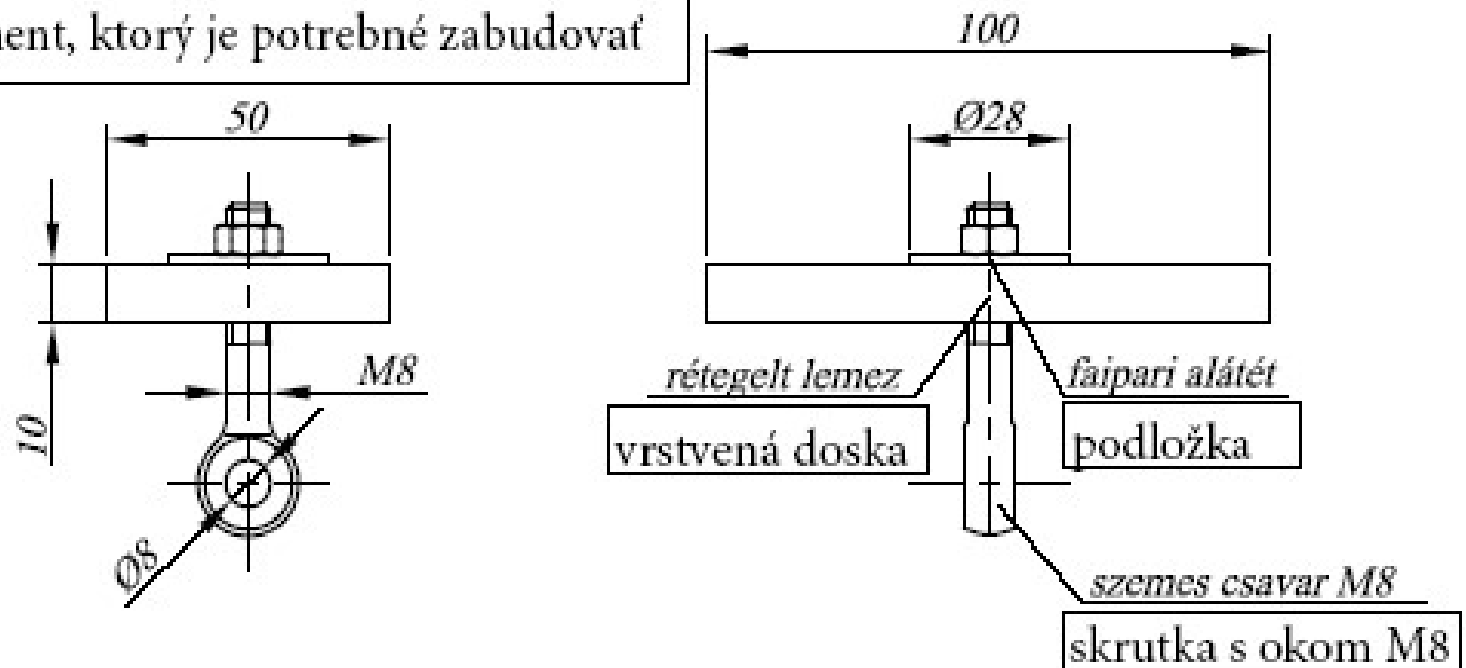 ktorý je potrebné zabudovať
100
50
Ø28
M8
10
Ø8
rétegelt lemez
vrstvená doska
faipari alátét
podložka
szemes csavar M8
skrutka s okom M8